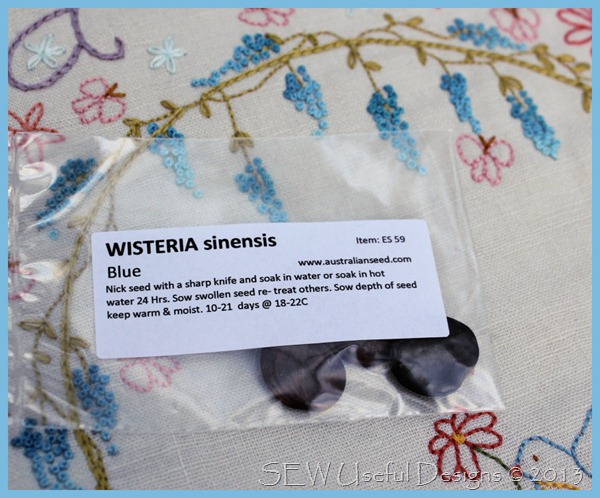 a
WISTERIA sinensis
Item: ES 59
Blue
www.australianseed.com
Nick seed with a sharp knife and soak in water or soak in hot
water 24 Hrs. Sow swollen seed re- treat others. Sow depth of seed
keep warm & moist. 10-21 days @ 18-22C
SEW Useful Designs © 2013